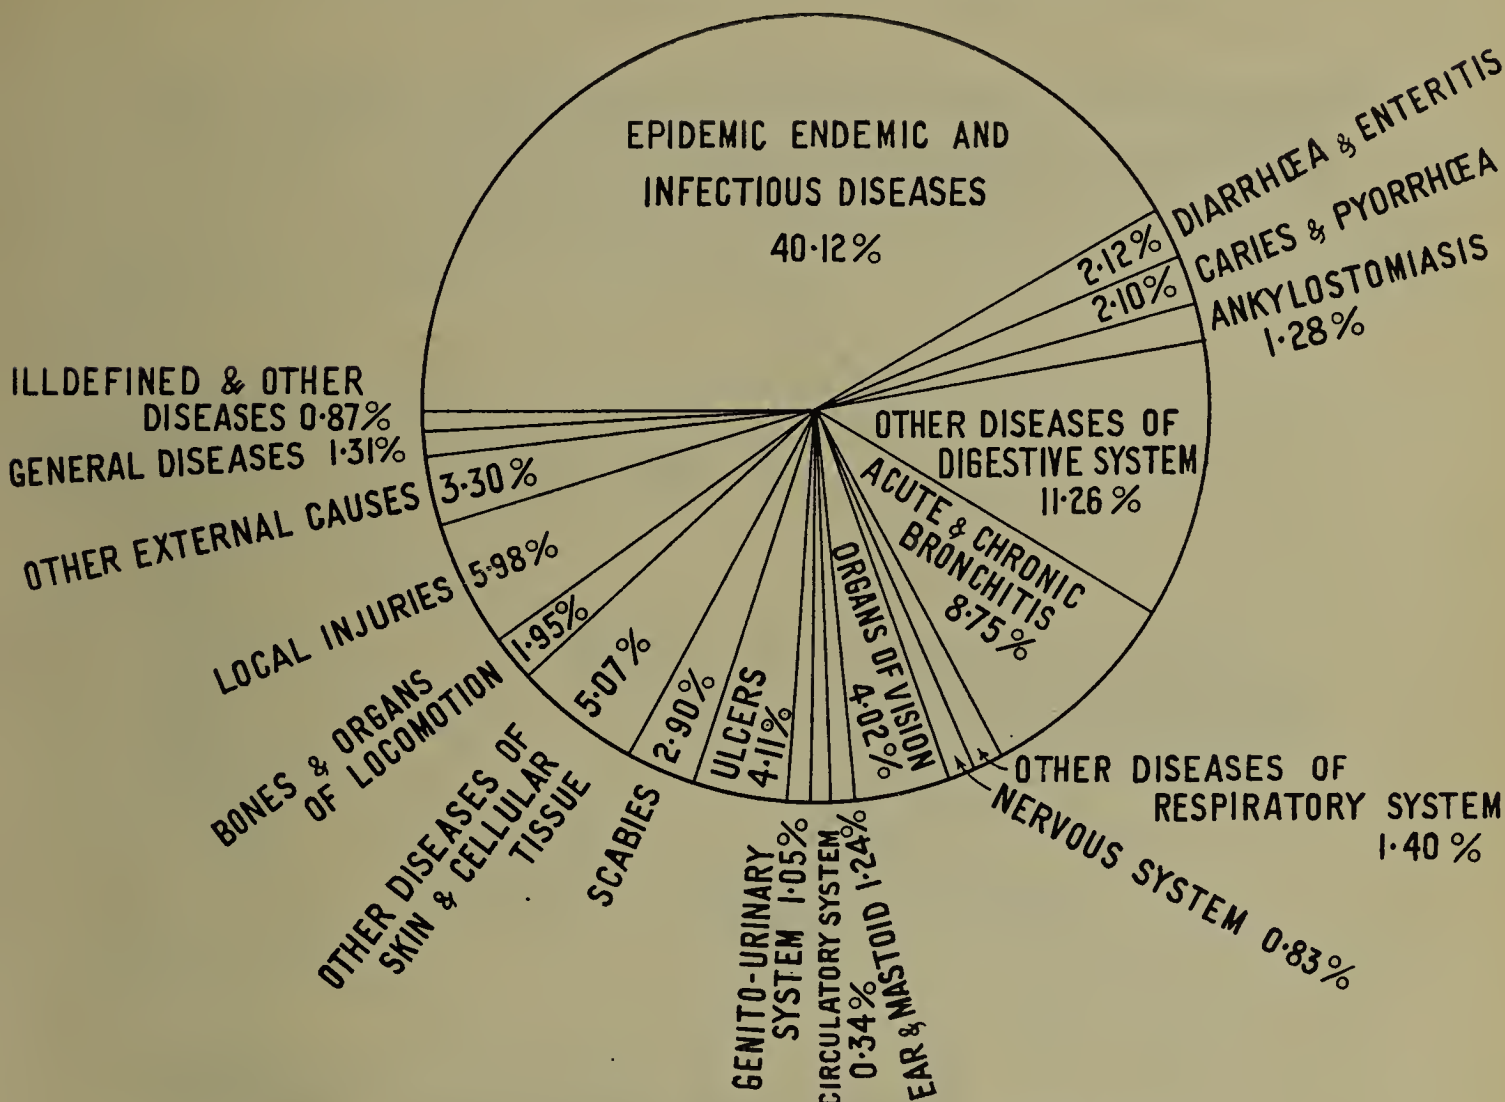 EPIDEMIC ENDEMIC AND
INFECTIOUS DISEASES
40·12%
2·12% DIARRHŒA & ENTERITIS
2·10% CARIES & PYORRHŒA
ANKYLOSTOMIASIS
1·28%
OTHER DISEASES OF
DIGESTIVE SYSTEM
11·26%
ACUTE & CHRONIC
BRONCHITIS
8·75%
OTHER DISEASES OF
RESPIRATORY SYSTEM
1·40%
NERVOUS SYSTEM 0·83%
ORGANS OF VISION
4·02%
EAR & MASTOID 1·24%
CIRCULATORY SYSTEM
0·34%
GENITO-URINARY
SYSTEM 1·05%
ULCERS
4·11%
SCABIES 2·90%
OTHER DISEASES OF
SKIN & CELLULAR
TISSUE
5·07%
BONES & ORGANS
OF LOCOMOTION 1·95%
LOCAL INJURIES 5·98%
OTHER EXTERNAL CAUSES 3·30%
GENERAL DISEASES 1·31%
ILLDEFINED & OTHER
DISEASES 0·87%